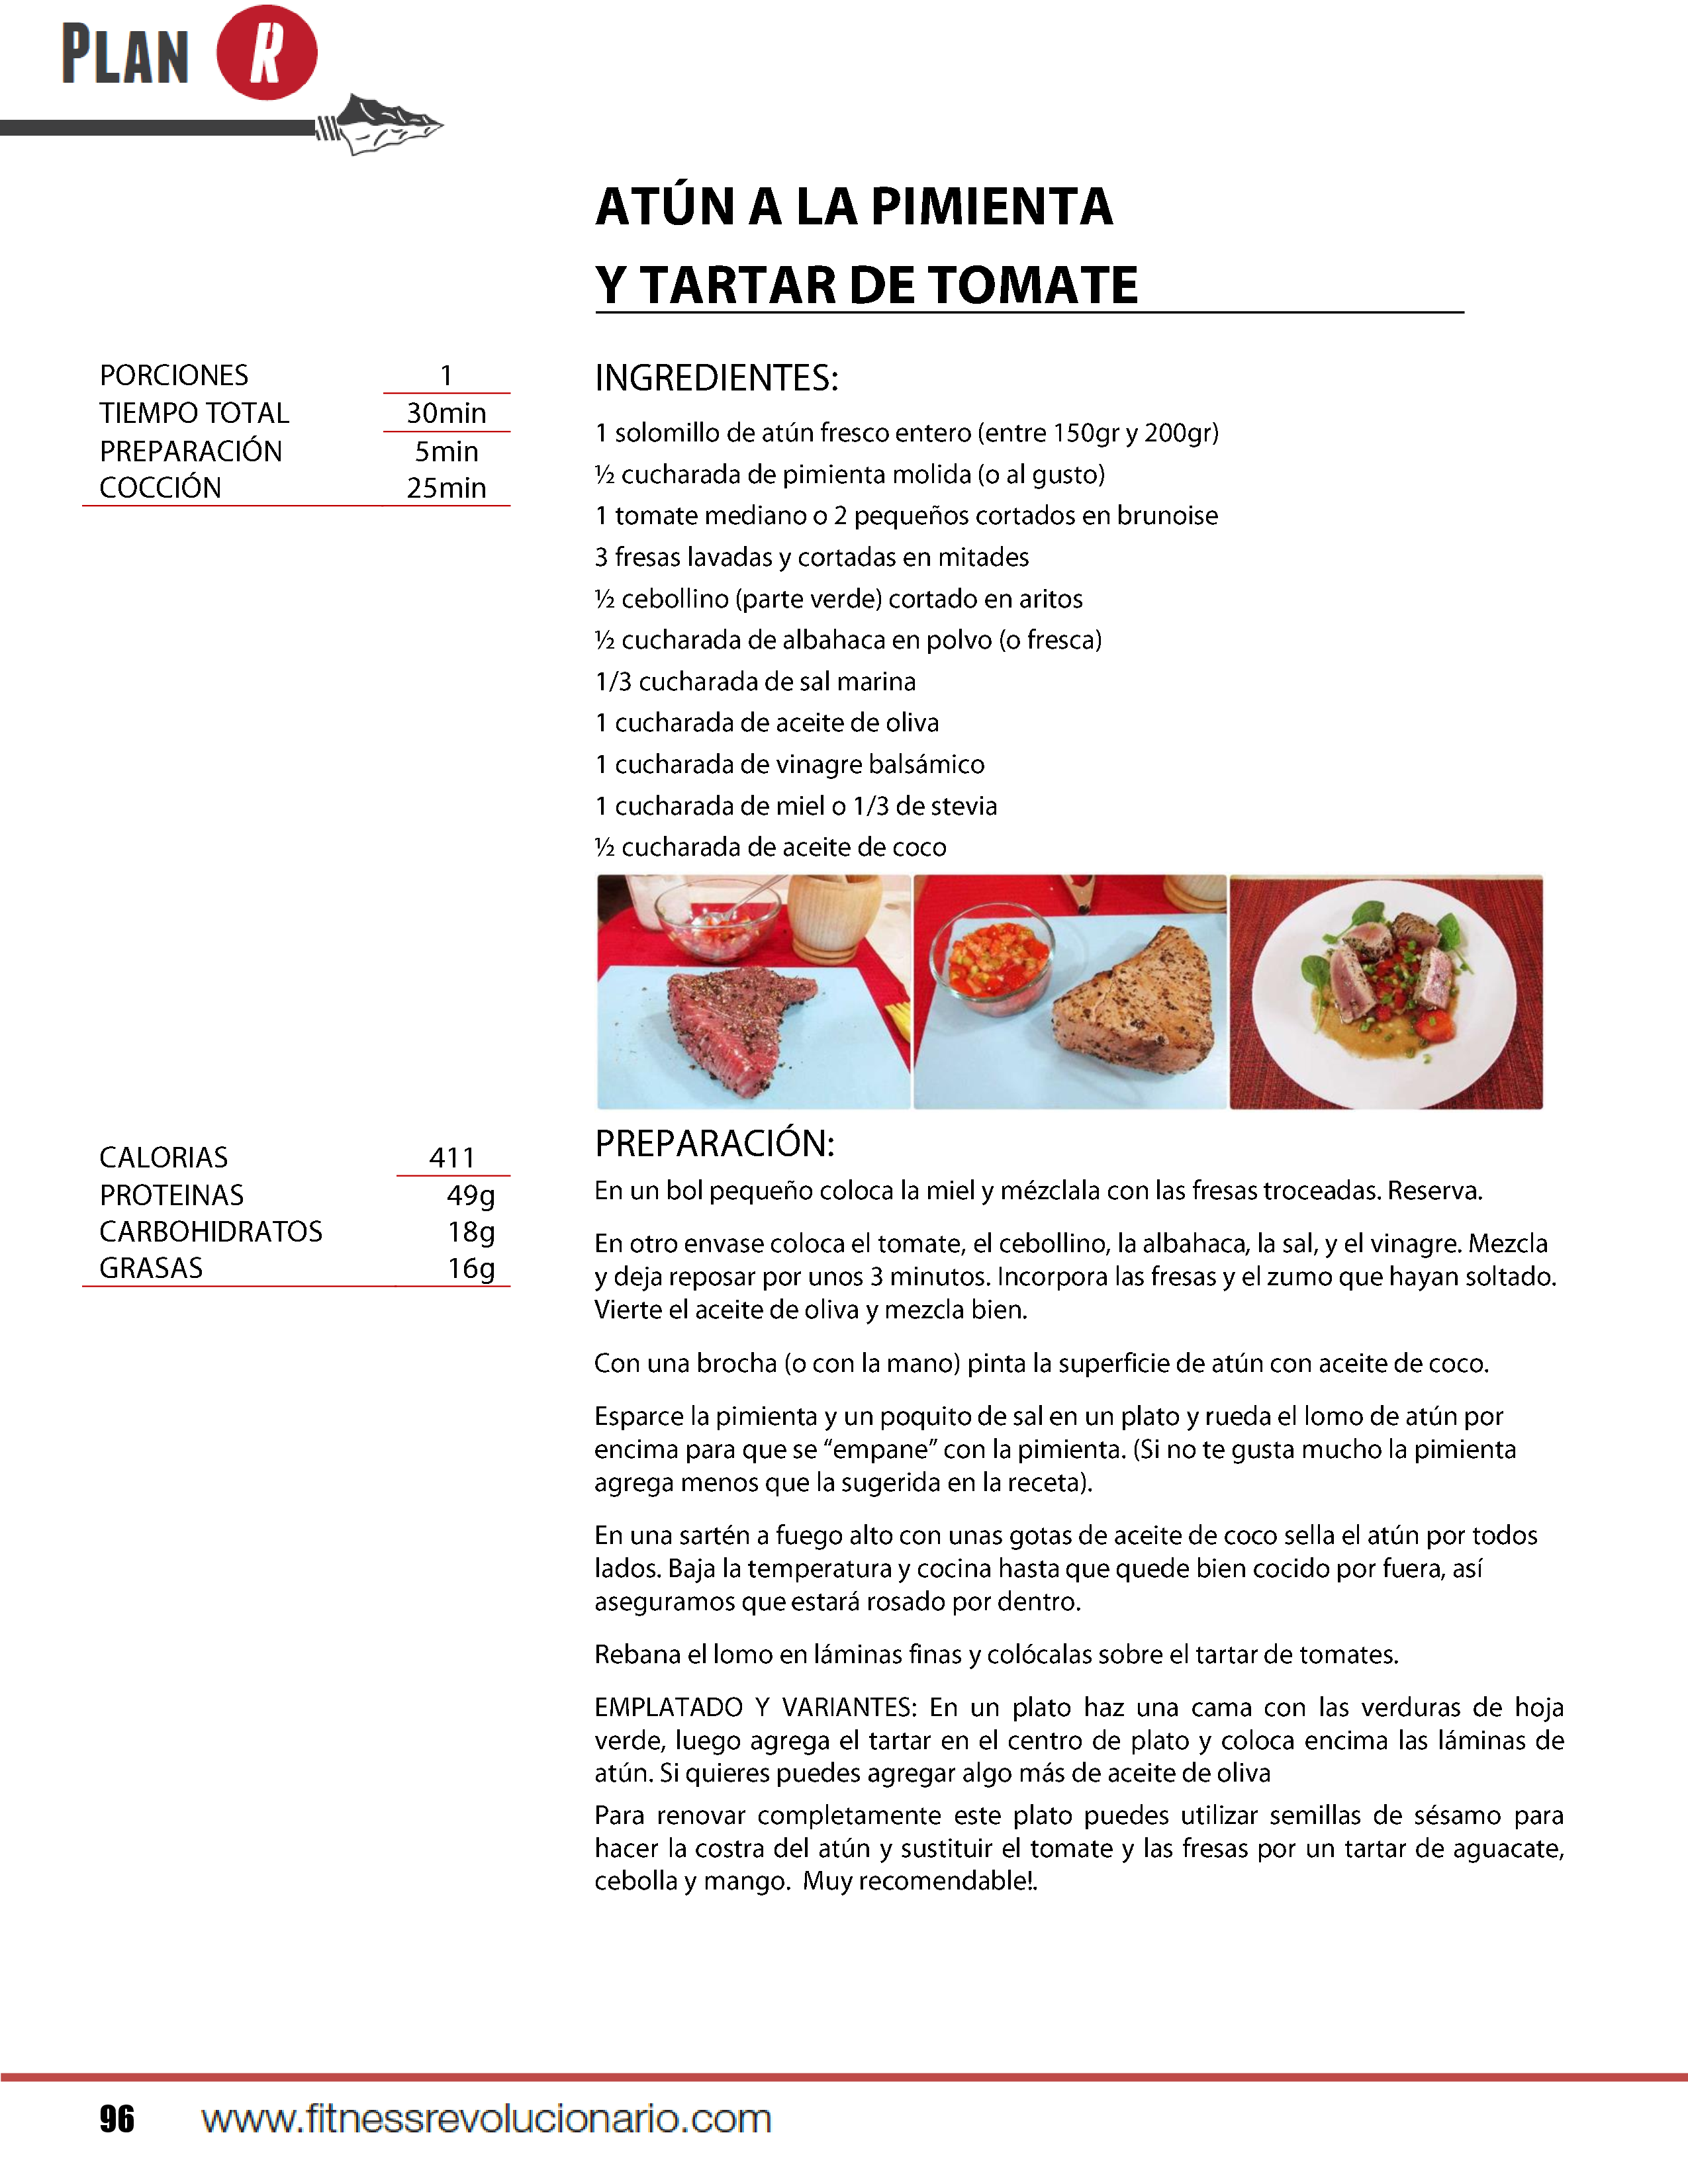 PLAN R
ATÚN A LA PIMIENTA
Y TARTAR DE TOMATE
PORCIONES 1
TIEMPO TOTAL 30min
PREPARACIÓN 5min
COCCIÓN 25min
INGREDIENTES:
1 solomillo de atún fresco entero (entre 150gr y 200gr)
½ cucharada de pimienta molida (o al gusto)
1 tomate mediano o 2 pequeños cortados en brunoise
3 fresas lavadas y cortadas en mitades
½ cebollino (parte verde) cortado en aritos
½ cucharada de albahaca en polvo (o fresca)
1/3 cucharada de sal marina
1 cucharada de aceite de oliva
1 cucharada de vinagre balsámico
1 cucharada de miel o 1/3 de stevia
½ cucharada de aceite de coco
CALORIAS 411
PROTEINAS 49g
CARBOHIDRATOS 18g
GRASAS 16g
PREPARACIÓN:
En un bol pequeño coloca la miel y mézclala con las fresas troceadas. Reserva.
En otro envase coloca el tomate, el cebollino, la albahaca, la sal, y el vinagre. Mezcla
y deja reposar por unos 3 minutos. Incorpora las fresas y el zumo que hayan soltado.
Vierte el aceite de oliva y mezcla bien.
Con una brocha (o con la mano) pinta la superficie de atún con aceite de coco.
Esparce la pimienta y un poquito de sal en un plato y rueda el lomo de atún por
encima para que se “empane” con la pimienta. (Si no te gusta mucho la pimienta
agrega menos que la sugerida en la receta).
En una sartén a fuego alto con unas gotas de aceite de coco sella el atún por todos
lados. Baja la temperatura y cocina hasta que quede bien cocido por fuera, así
aseguramos que estará rosado por dentro.
Rebana el lomo en láminas finas y colócalas sobre el tartar de tomates.
EMPLATADO Y VARIANTES: En un plato haz una cama con las verduras de hoja
verde, luego agrega el tartar en el centro de plato y coloca encima las láminas de
atún. Si quieres puedes agregar algo más de aceite de oliva
Para renovar completamente este plato puedes utilizar semillas de sésamo para
hacer la costra del atún y sustituir el tomate y las fresas por un tartar de aguacate,
cebolla y mango.  Muy recomendable!.
96 www.fitnessrevolucionario.com